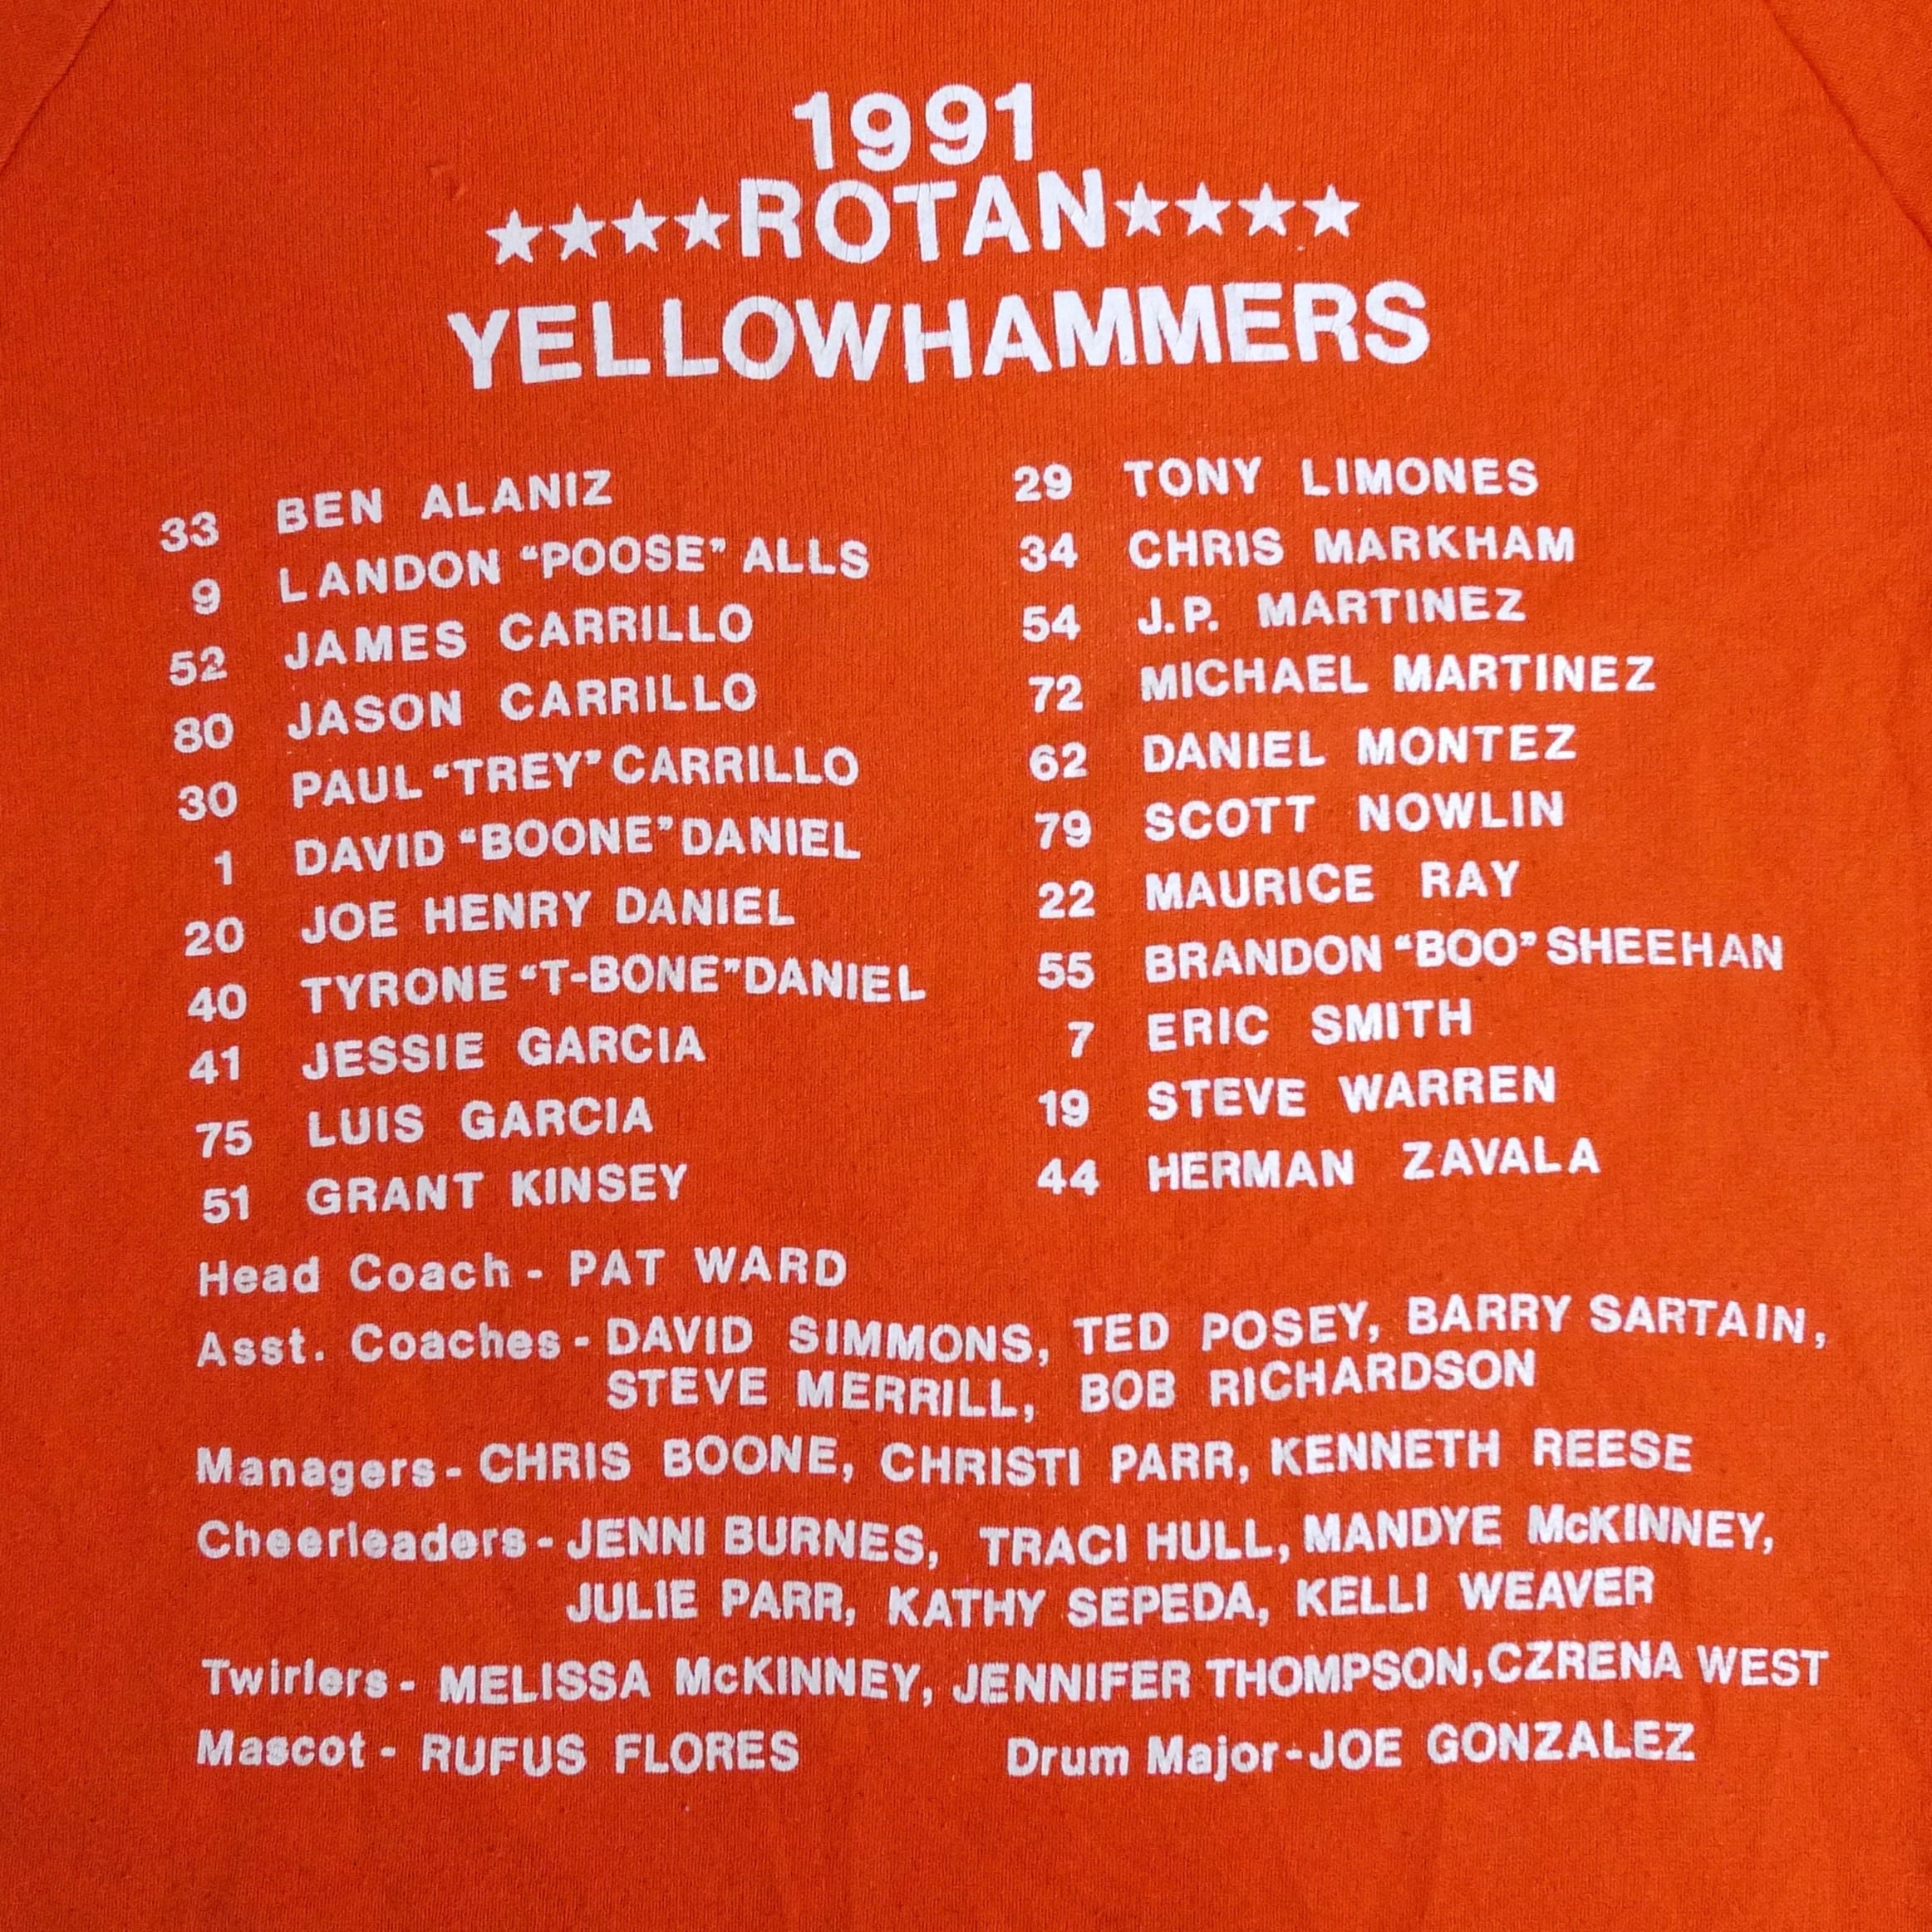 1991
★★★★ROTAN★★★★
YELLOWHAMMERS
33 BEN ALANIZ
9 LANDON "POOSE" ALLS
52 JAMES CARRILLO
80 JASON CARRILLO
30 PAUL "TREY" CARRILLO
1 DAVID "BOONE" DANIEL
20 JOE HENRY DANIEL
40 TYRONE "T-BONE" DANIEL
41 JESSIE GARCIA
75 LUIS GARCIA
51 GRANT KINSEY
29 TONY LIMONES
34 CHRIS MARKHAM
54 J.P. MARTINEZ
72 MICHAEL MARTINEZ
62 DANIEL MONTEZ
79 SCOTT NOWLIN
22 MAURICE RAY
55 BRANDON "BOO" SHEEHAN
7 ERIC SMITH
19 STEVE WARREN
44 HERMAN ZAVALA
Head Coach - PAT WARD
Asst. Coaches - DAVID SIMMONS, TED POSEY, BARRY SARTAIN,
STEVE MERRILL, BOB RICHARDSON
Managers - CHRIS BOONE, CHRISTI PARR, KENNETH REESE
Cheerleaders - JENNI BURNES, TRACI HULL, MANDYE McKINNEY,
JULIE PARR, KATHY SEPEDA, KELLI WEAVER
Twirlers - MELISSA McKINNEY, JENNIFER THOMPSON, CZRENA WEST
Mascot - RUFUS FLORES Drum Major - JOE GONZALEZ